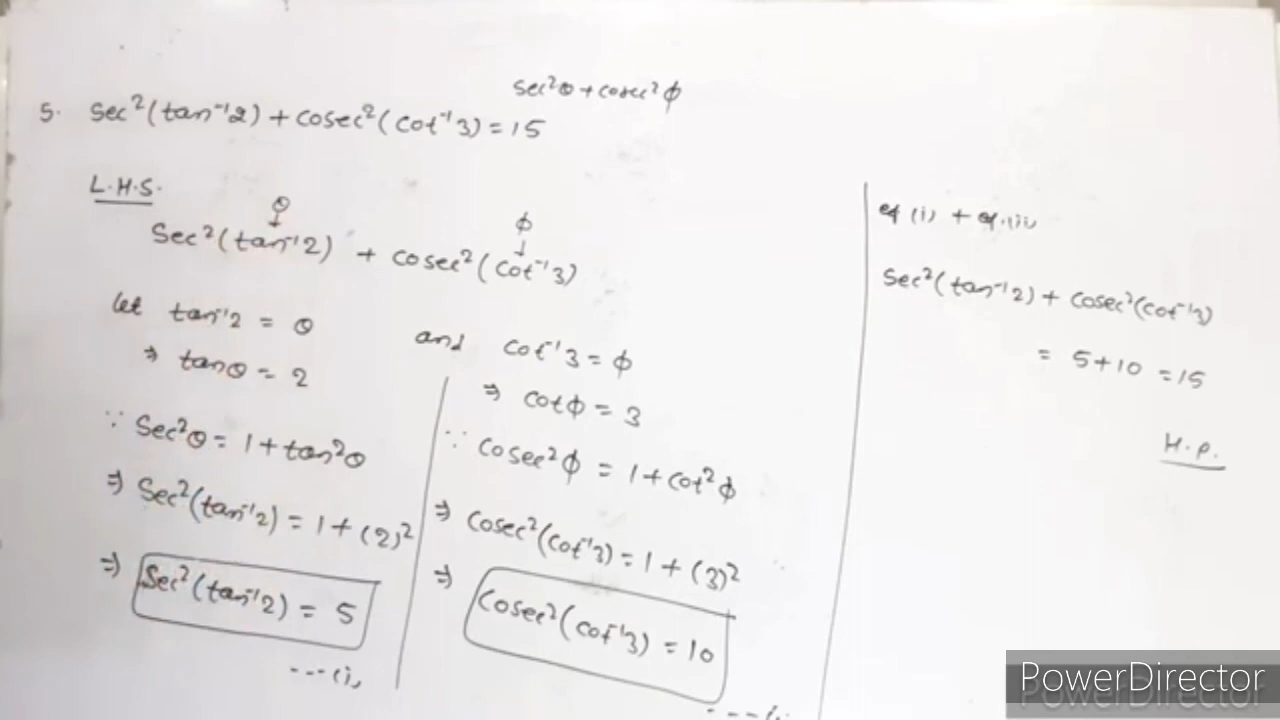 sec²θ + cosec²φ
5. sec²(tan⁻¹2) + cosec²(cot⁻¹3) = 15
L.H.S.
θ
φ
↓
↓
sec²(tan⁻¹2) + cosec²(cot⁻¹3)
let tan⁻¹2 = θ
⇒ tanθ = 2
∵ sec²θ = 1 + tan²θ
⇒ sec²(tan⁻¹2) = 1 + (2)²
⇒ sec²(tan⁻¹2) = 5
---(i)
and cot⁻¹3 = φ
⇒ cotφ = 3
∵ cosec²φ = 1 + cot²φ
⇒ cosec²(cot⁻¹3) = 1 + (3)²
⇒ cosec²(cot⁻¹3) = 10
eq (i) + eq.(ii)
sec²(tan⁻¹2) + cosec²(cot⁻¹3)
= 5 + 10 = 15
H.P.
PowerDirector